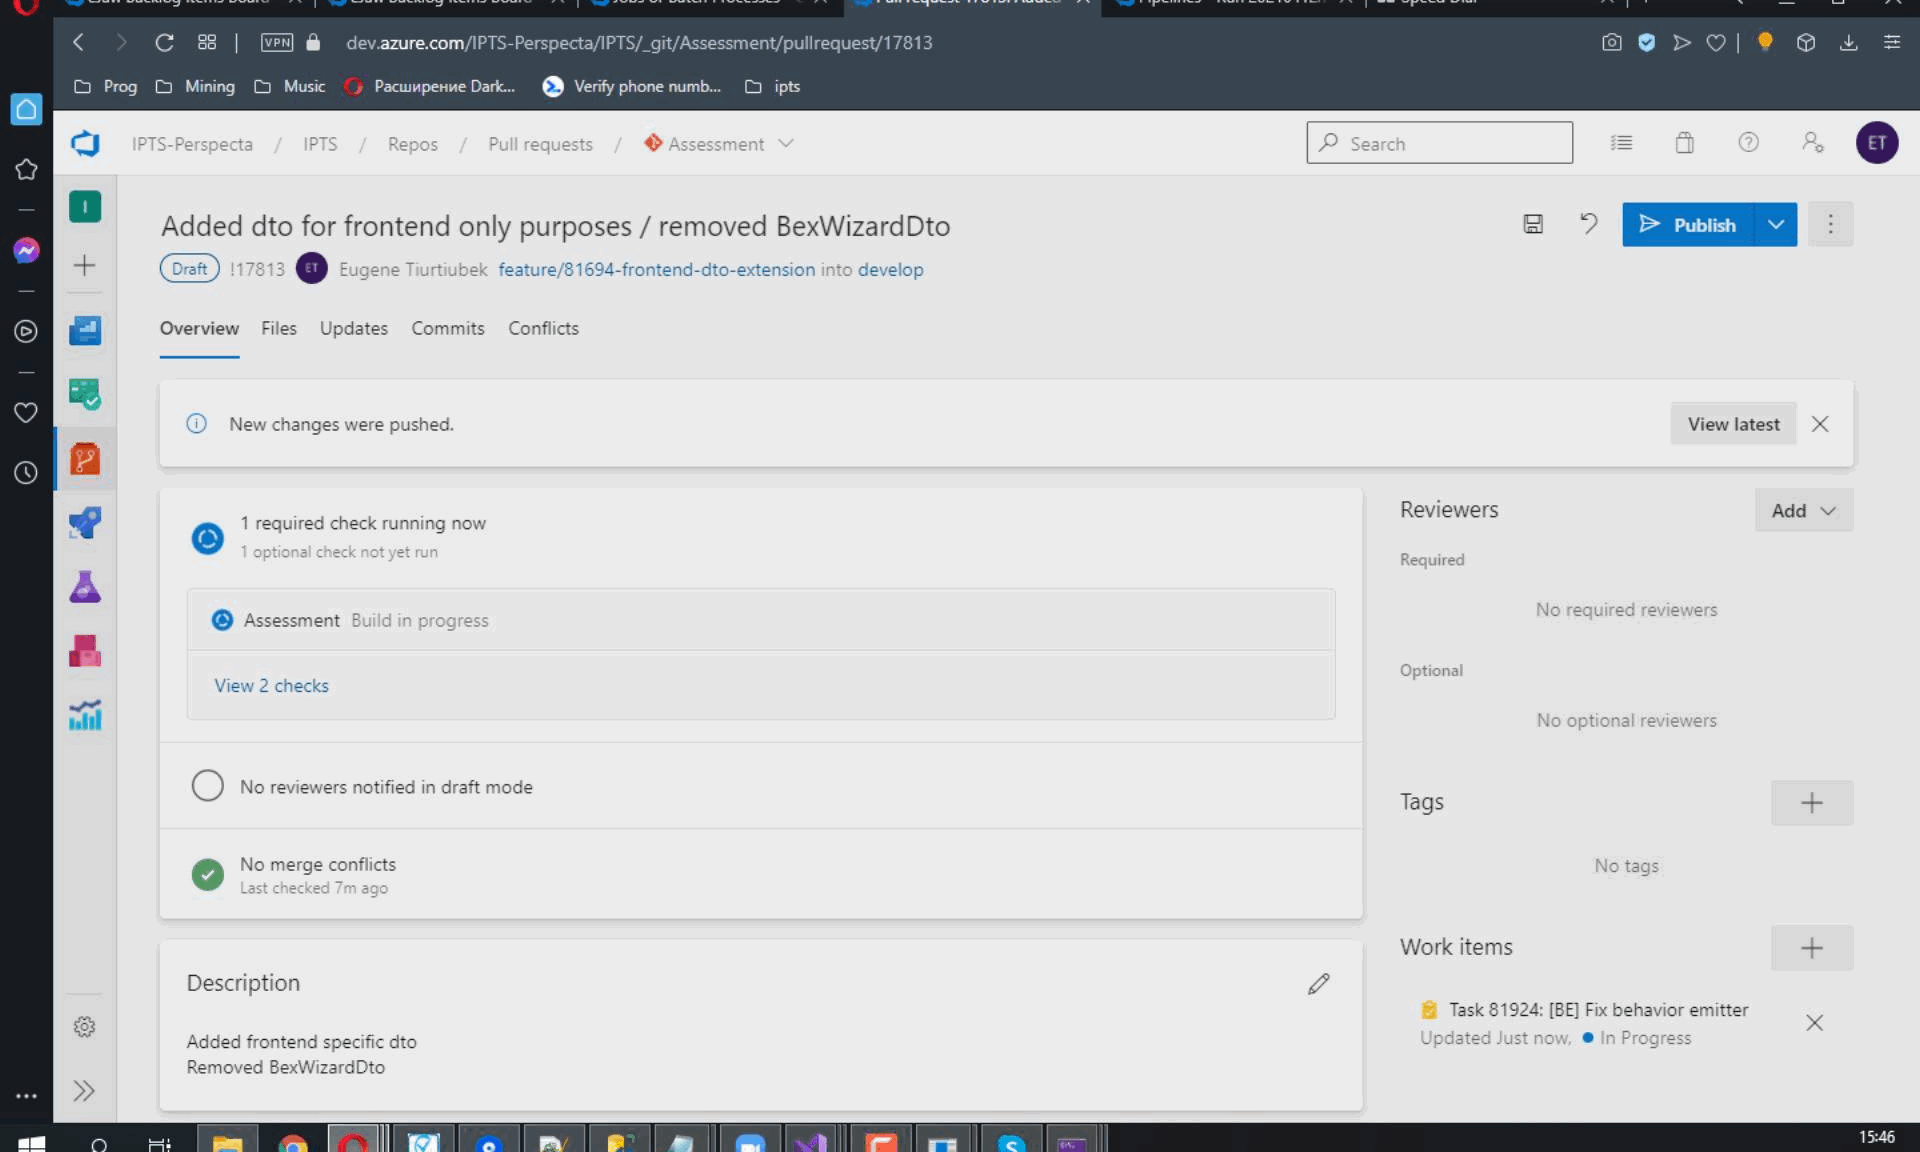 VPN
dev.azure.com/IPTS-Perspecta/IPTS/_git/Assessment/pullrequest/17813
Prog
Mining
Music
Расширение Dark...
Verify phone numb...
ipts
IPTS-Perspecta / IPTS / Repos / Pull requests / Assessment
Search
ET
I
Added dto for frontend only purposes / removed BexWizardDto
Publish
Draft !17813 ET Eugene Tiurtiubek feature/81694-frontend-dto-extension into develop
Overview Files Updates Commits Conflicts
New changes were pushed.
View latest
1 required check running now
1 optional check not yet run
Assessment Build in progress
View 2 checks
No reviewers notified in draft mode
No merge conflicts
Last checked 7m ago
Description
Added frontend specific dto
Removed BexWizardDto
Reviewers
Add
Required
No required reviewers
Optional
No optional reviewers
Tags
No tags
Work items
Task 81924: [BE] Fix behavior emitter
Updated Just now, In Progress
15:46